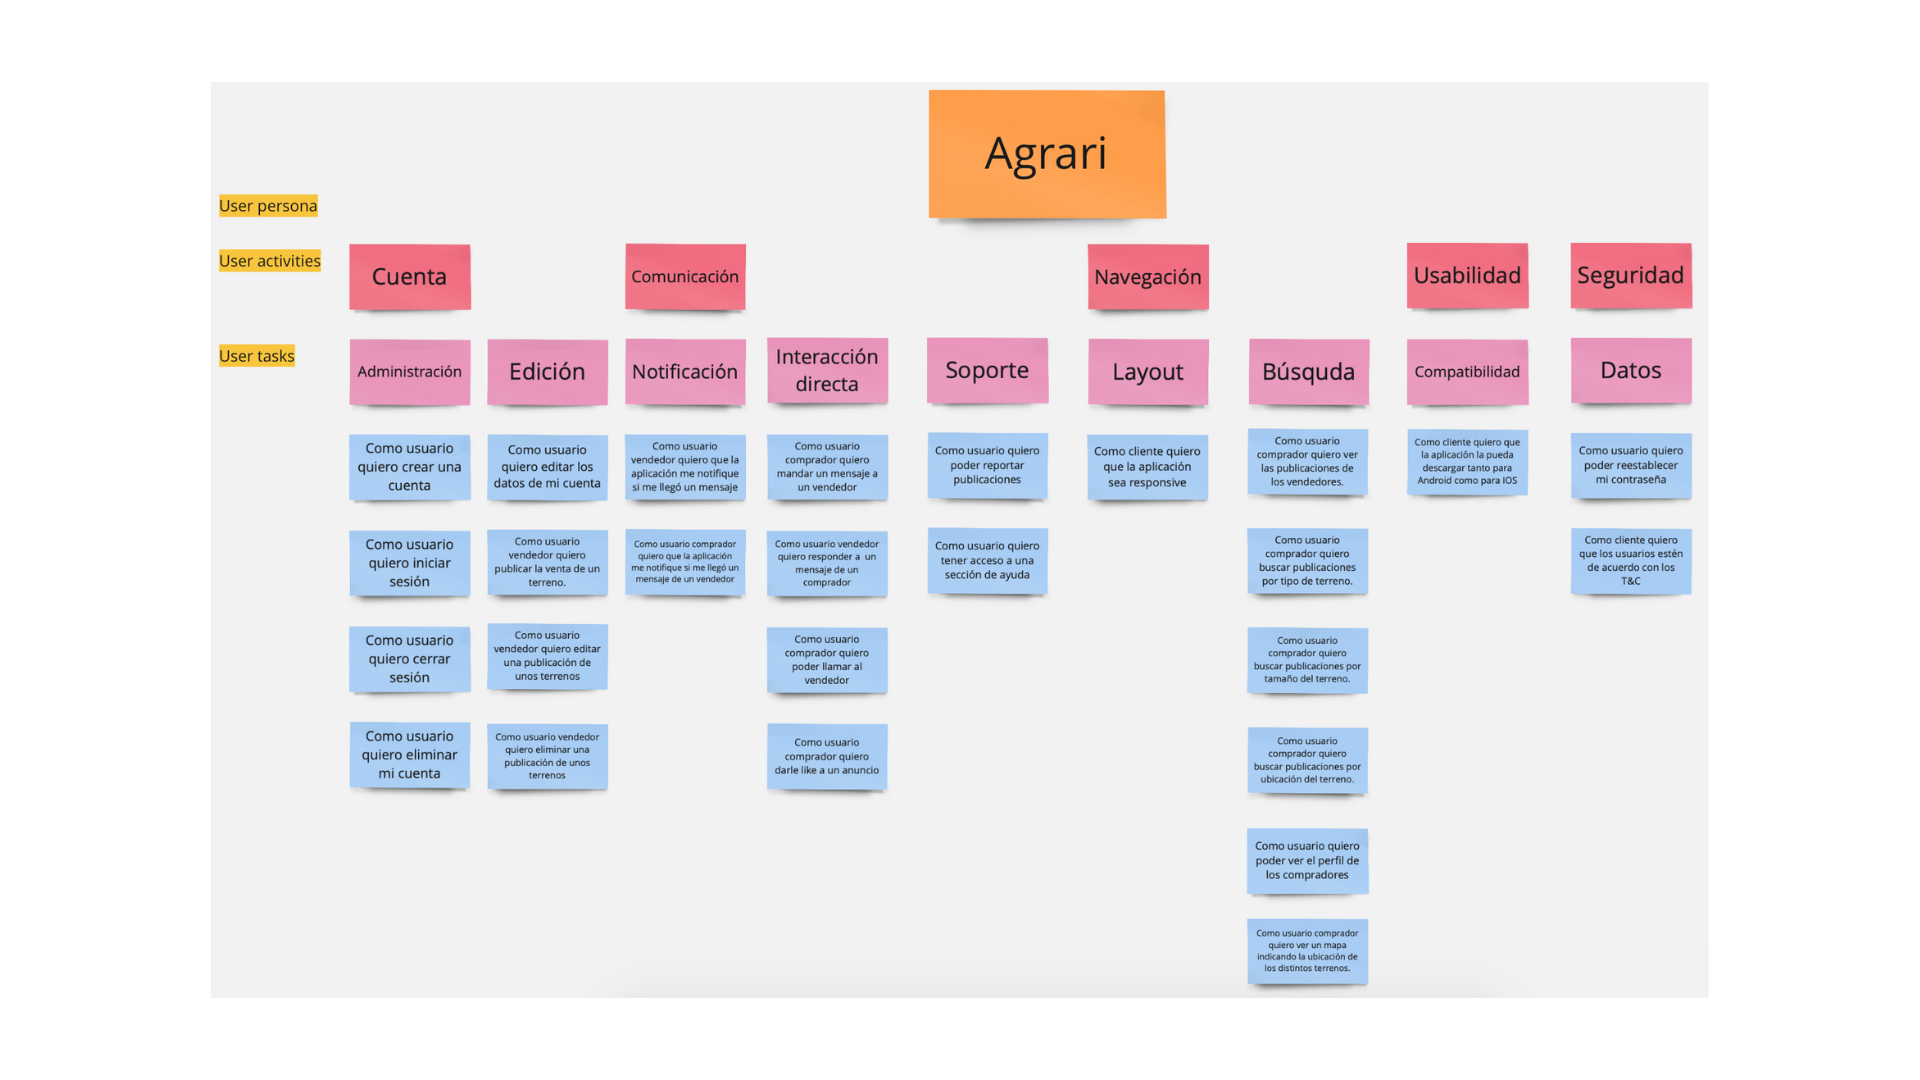 Agrari
User persona
User activities
Cuenta
Comunicación
Navegación
Usabilidad
Seguridad
User tasks
Administración
Edición
Notificación
Interacción
directa
Soporte
Layout
Búsquda
Compatibilidad
Datos
Como usuario
quiero crear una
cuenta
Como usuario
quiero editar los
datos de mi cuenta
Como usuario
vendedor quiero que la
aplicación me notifique
si me llegó un mensaje
Como usuario
comprador quiero
mandar un mensaje a
un vendedor
Como usuario quiero
poder reportar
publicaciones
Como cliente quiero
que la aplicación
sea responsive
Como usuario
comprador quiero ver
las publicaciones de
los vendedores.
Como cliente quiero que
la aplicación la pueda
descargar tanto para
Android como para IOS
Como usuario quiero
poder reestablecer
mi contraseña
Como usuario
quiero iniciar
sesión
Como usuario
vendedor quiero
publicar la venta de un
terreno.
Como usuario comprador
quiero que la aplicación
me notifique si me llegó un
mensaje de un vendedor
Como usuario vendedor
quiero responder a un
mensaje de un
comprador
Como usuario quiero
tener acceso a una
sección de ayuda
Como usuario
comprador quiero
buscar publicaciones
por tipo de terreno.
Como cliente quiero
que los usuarios estén
de acuerdo con los
T&C
Como usuario
quiero cerrar
sesión
Como usuario
vendedor quiero editar
una publicación de
unos terrenos
Como usuario
comprador quiero
poder llamar al
vendedor
Como usuario
comprador quiero
buscar publicaciones por
tamaño del terreno.
Como usuario
quiero eliminar
mi cuenta
Como usuario vendedor
quiero eliminar una
publicación de unos
terrenos
Como usuario
comprador quiero
darle like a un anuncio
Como usuario
comprador quiero
buscar publicaciones por
ubicación del terreno.
Como usuario quiero
poder ver el perfil de
los compradores
Como usuario comprador
quiero ver un mapa
indicando la ubicación de
los distintos terrenos.